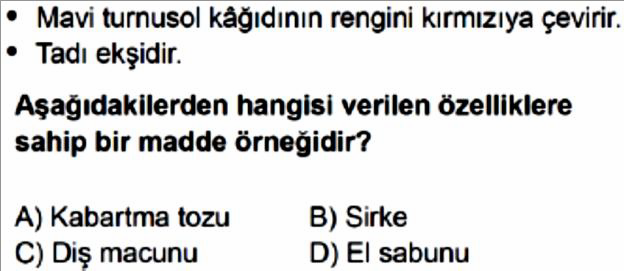 • Mavi turnusol kâğıdının rengini kırmızıya çevirir.
• Tadı ekşidir.
Aşağıdakilerden hangisi verilen özelliklere
sahip bir madde örneğidir?
A) Kabartma tozu B) Sirke
C) Diş macunu D) El sabunu